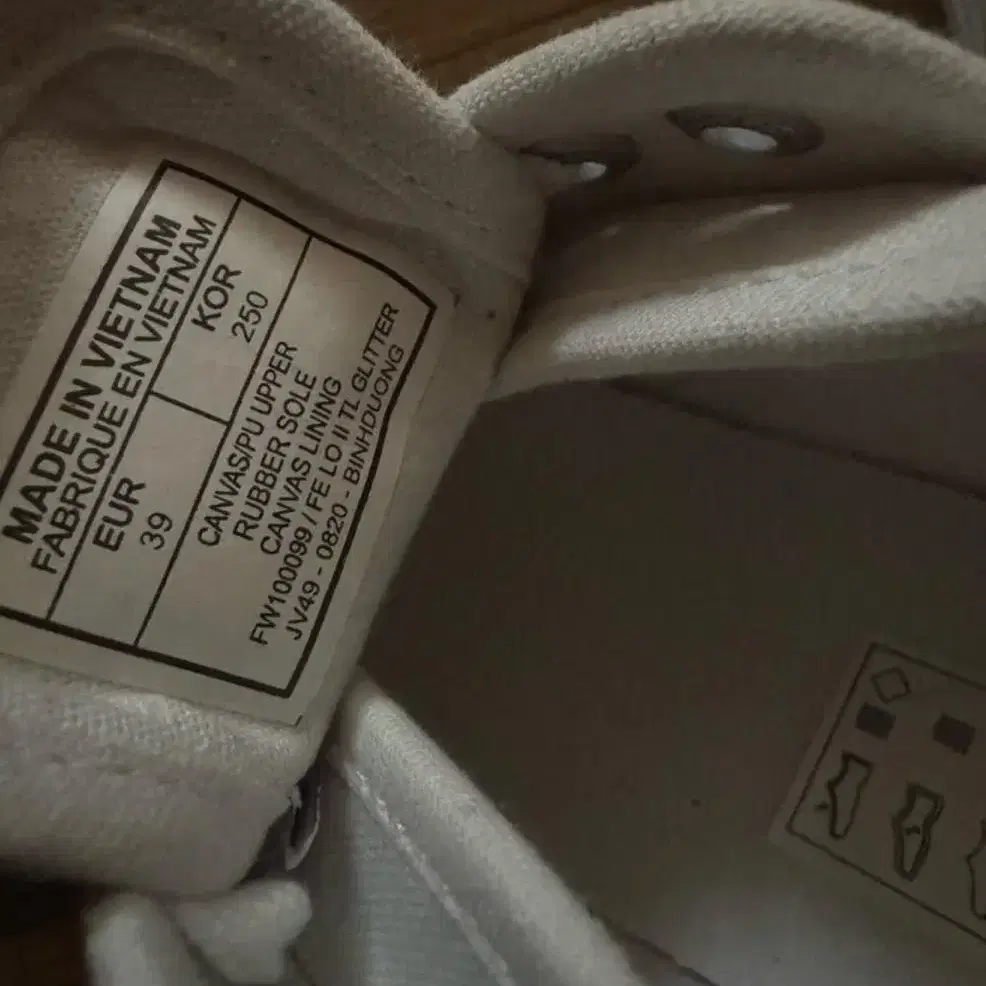 MADE IN VIETNAM
FABRIQUE EN VIETNAM
EUR
39
KOR
250
CANVAS/PU UPPER
RUBBER SOLE
CANVAS LINING
FW100099 / FE LO II TL GLITTER
JV49 - 0820 - BINHDUONG